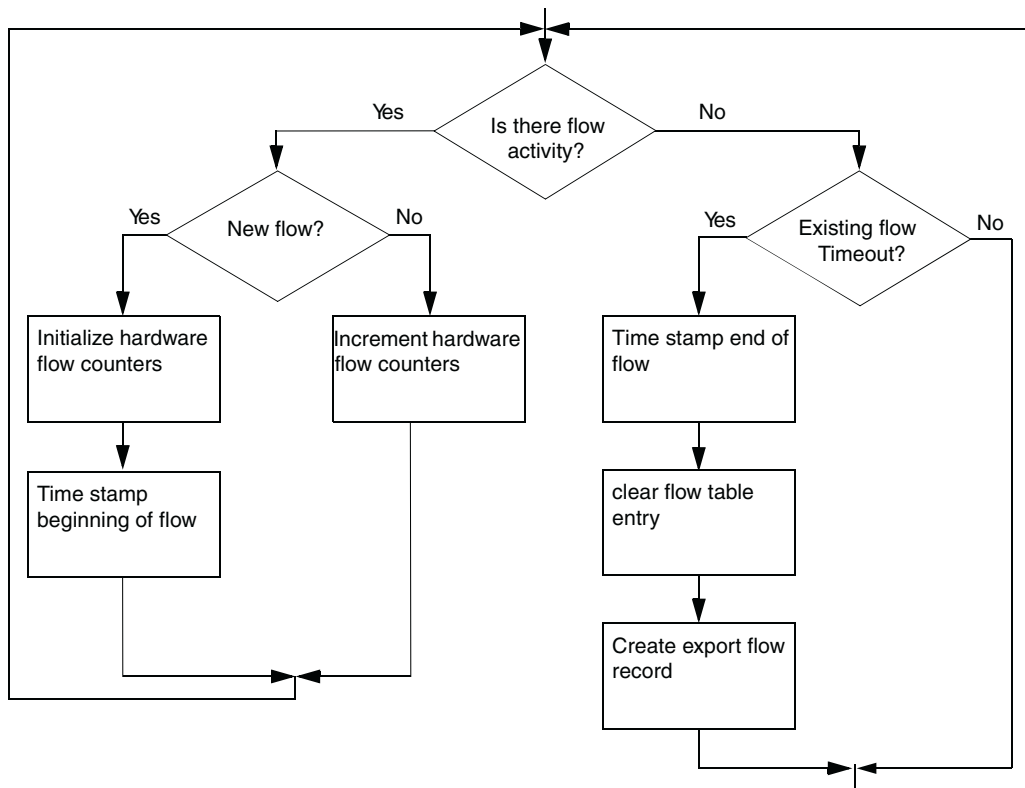 Yes
No
Is there flow
activity?
Yes
New flow?
No
Yes
Existing flow
Timeout?
No
Initialize hardware
flow counters
Increment hardware
flow counters
Time stamp end of
flow
Time stamp
beginning of flow
clear flow table
entry
Create export flow
record